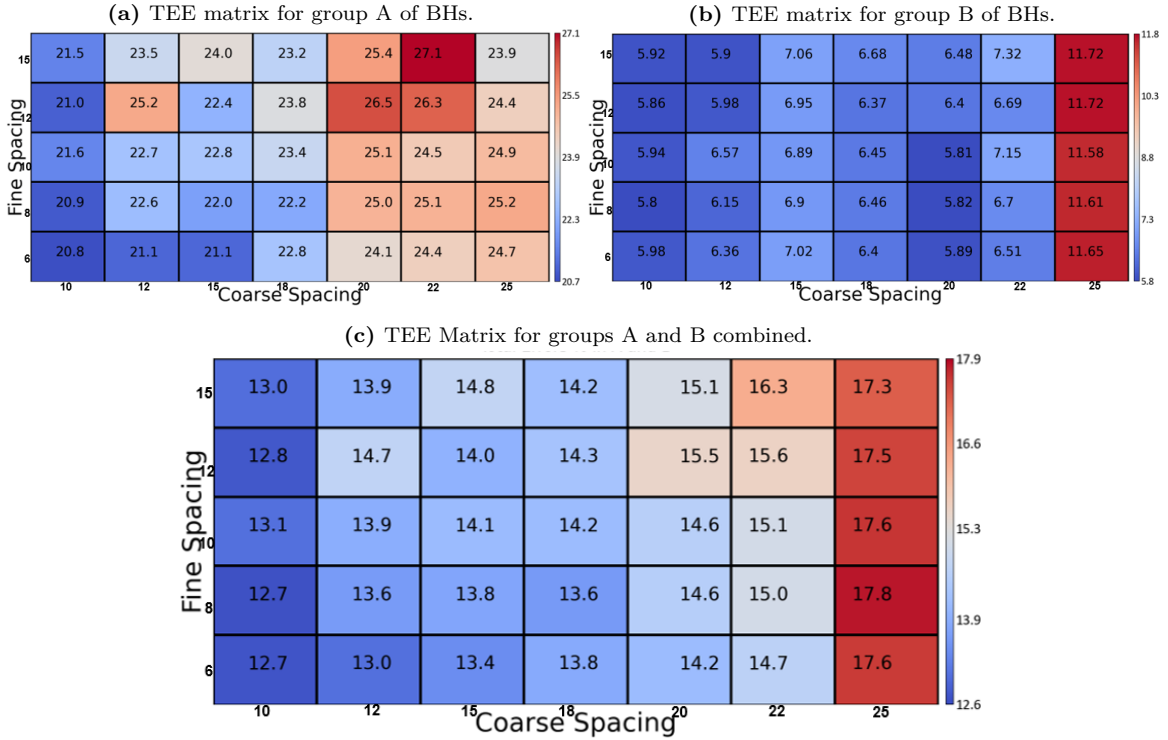 (a) TEE matrix for group A of BHs.
15 21.5 23.5 24.0 23.2 25.4 27.1 23.9
12 21.0 25.2 22.4 23.8 26.5 26.3 24.4
10 21.6 22.7 22.8 23.4 25.1 24.5 24.9
8 20.9 22.6 22.0 22.2 25.0 25.1 25.2
6 20.8 21.1 21.1 22.8 24.1 24.4 24.7
10 12 15 18 20 22 25
Fine Spacing
Coarse Spacing
27.1
25.5
23.9
22.3
20.7
(b) TEE matrix for group B of BHs.
15 5.92 5.9 7.06 6.68 6.48 7.32 11.72
12 5.86 5.98 6.95 6.37 6.4 6.69 11.72
10 5.94 6.57 6.89 6.45 5.81 7.15 11.58
8 5.8 6.15 6.9 6.46 5.82 6.7 11.61
6 5.98 6.36 7.02 6.4 5.89 6.51 11.65
10 12 15 18 20 22 25
Fine Spacing
Coarse Spacing
11.8
10.3
8.8
7.3
5.8
(c) TEE Matrix for groups A and B combined.
15 13.0 13.9 14.8 14.2 15.1 16.3 17.3
12 12.8 14.7 14.0 14.3 15.5 15.6 17.5
10 13.1 13.9 14.1 14.2 14.6 15.1 17.6
8 12.7 13.6 13.8 13.6 14.6 15.0 17.8
6 12.7 13.0 13.4 13.8 14.2 14.7 17.6
10 12 15 18 20 22 25
Fine Spacing
Coarse Spacing
17.9
16.6
15.3
13.9
12.6